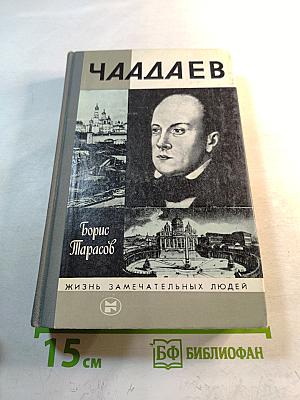 ЧААДАЕВ
Борис
Тарасов
ЖИЗНЬ ЗАМЕЧАТЕЛЬНЫХ ЛЮДЕЙ
15 см
БФ БИБЛИОФАН